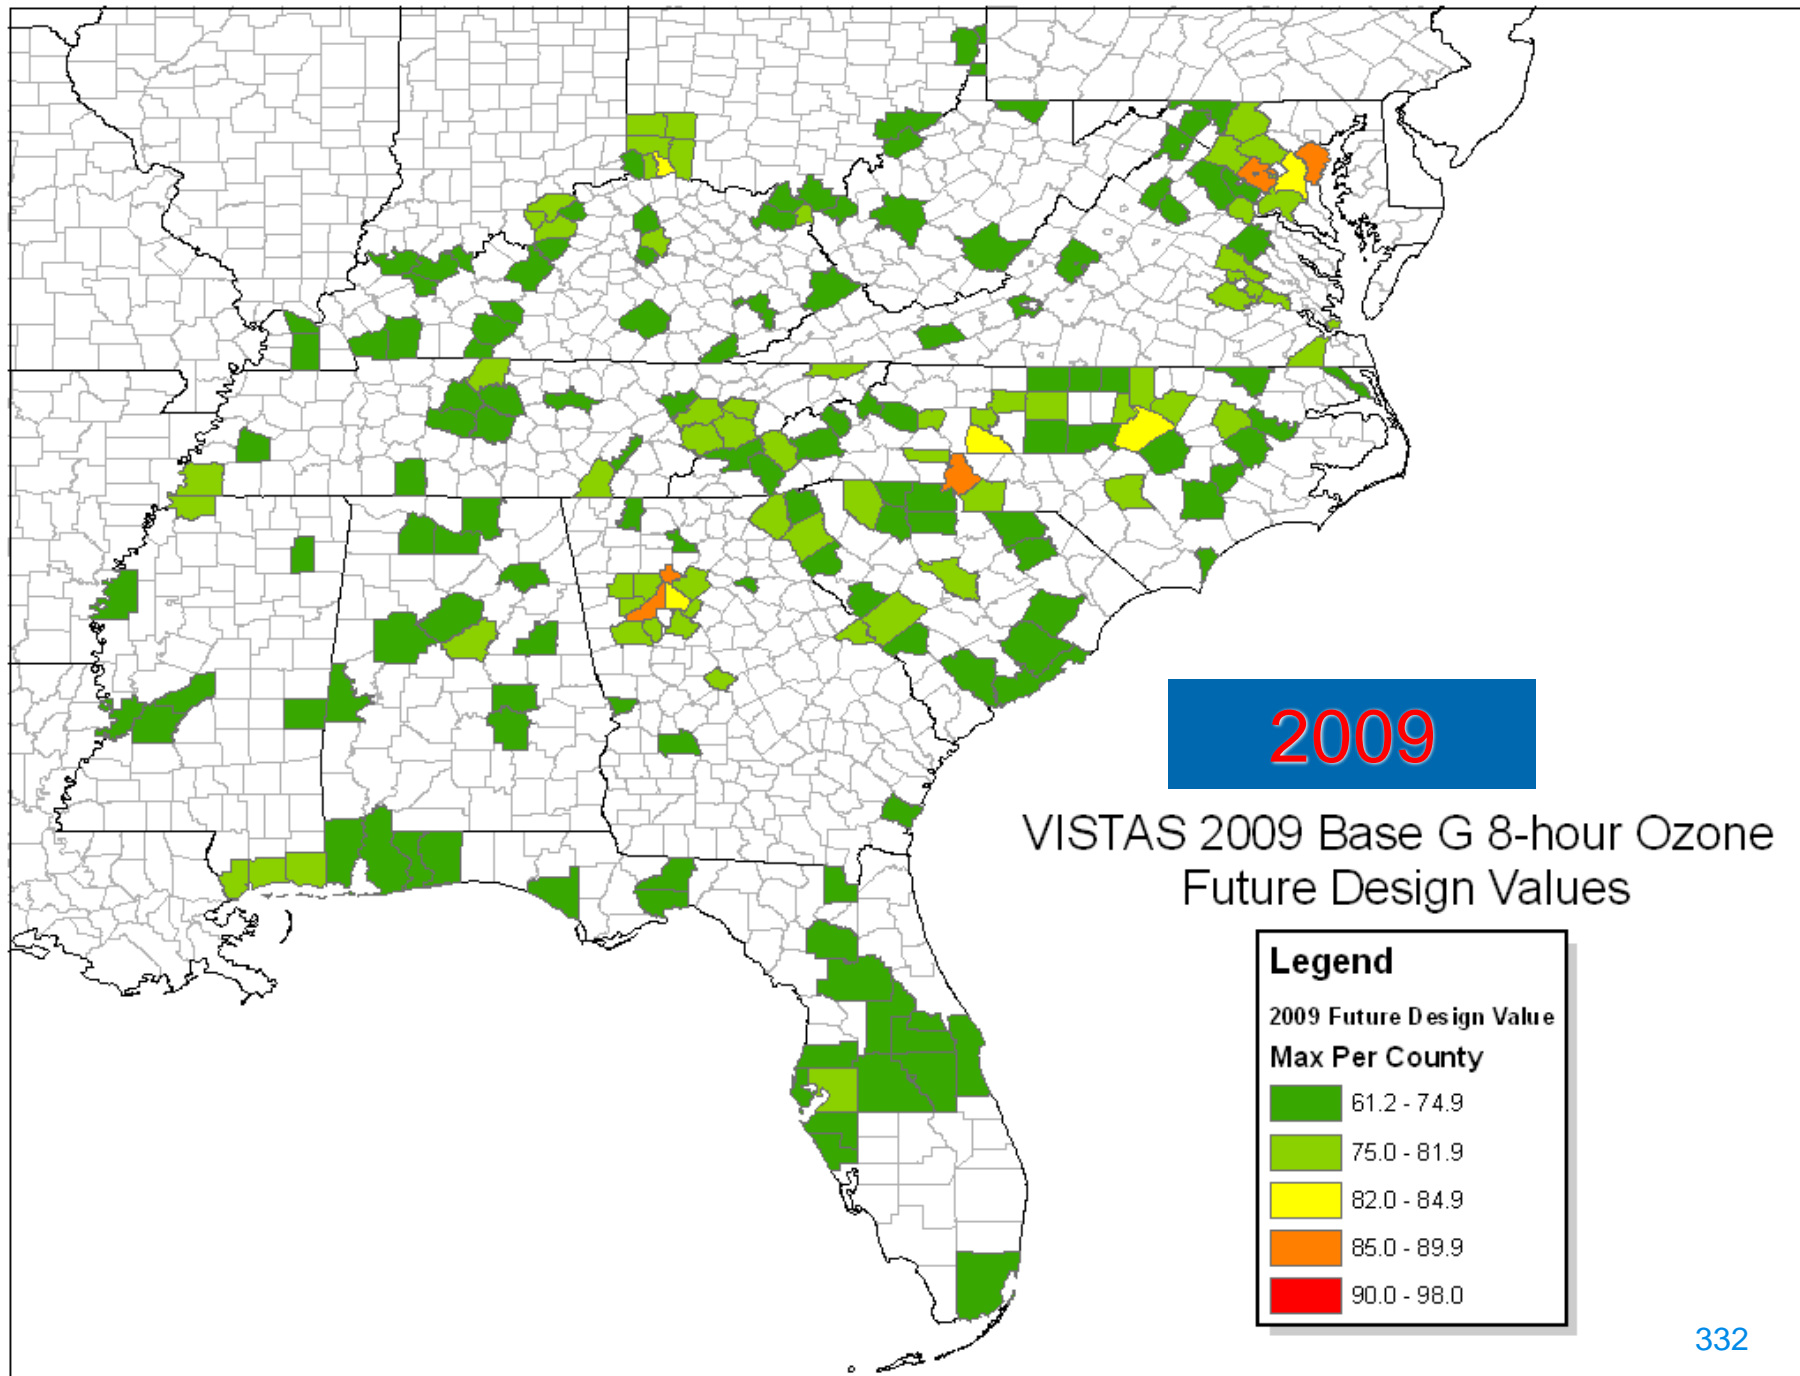 2009
VISTAS 2009 Base G 8-hour Ozone
Future Design Values
Legend
2009 Future Design Value
Max Per County
61.2 - 74.9
75.0 - 81.9
82.0 - 84.9
85.0 - 89.9
90.0 - 98.0
332